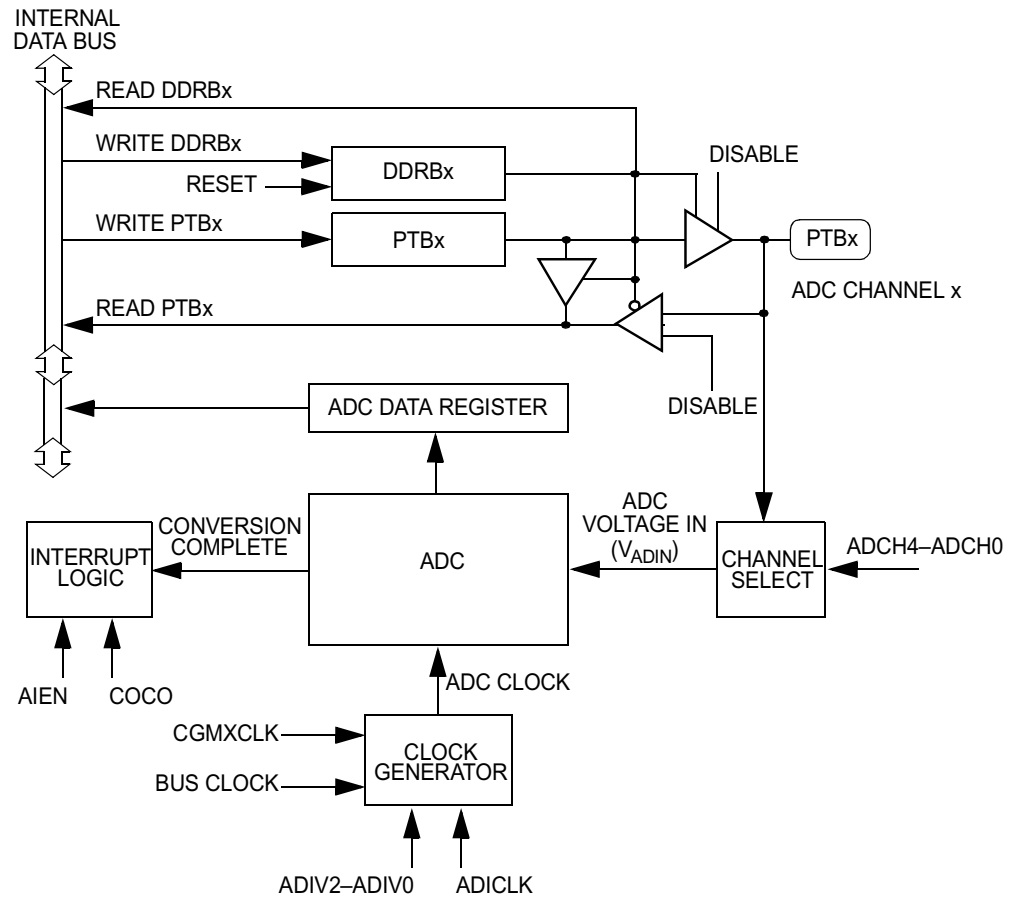 INTERNAL
DATA BUS
READ DDRBx
WRITE DDRBx
DDRBx
DISABLE
RESET
WRITE PTBx
PTBx
PTBx
ADC CHANNEL x
READ PTBx
DISABLE
ADC DATA REGISTER
INTERRUPT
LOGIC
CONVERSION
COMPLETE
ADC
ADC
VOLTAGE IN
(VADIN)
CHANNEL
SELECT
ADCH4–ADCH0
AIEN
COCO
ADC CLOCK
CGMXCLK
BUS CLOCK
CLOCK
GENERATOR
ADIV2–ADIV0
ADICLK